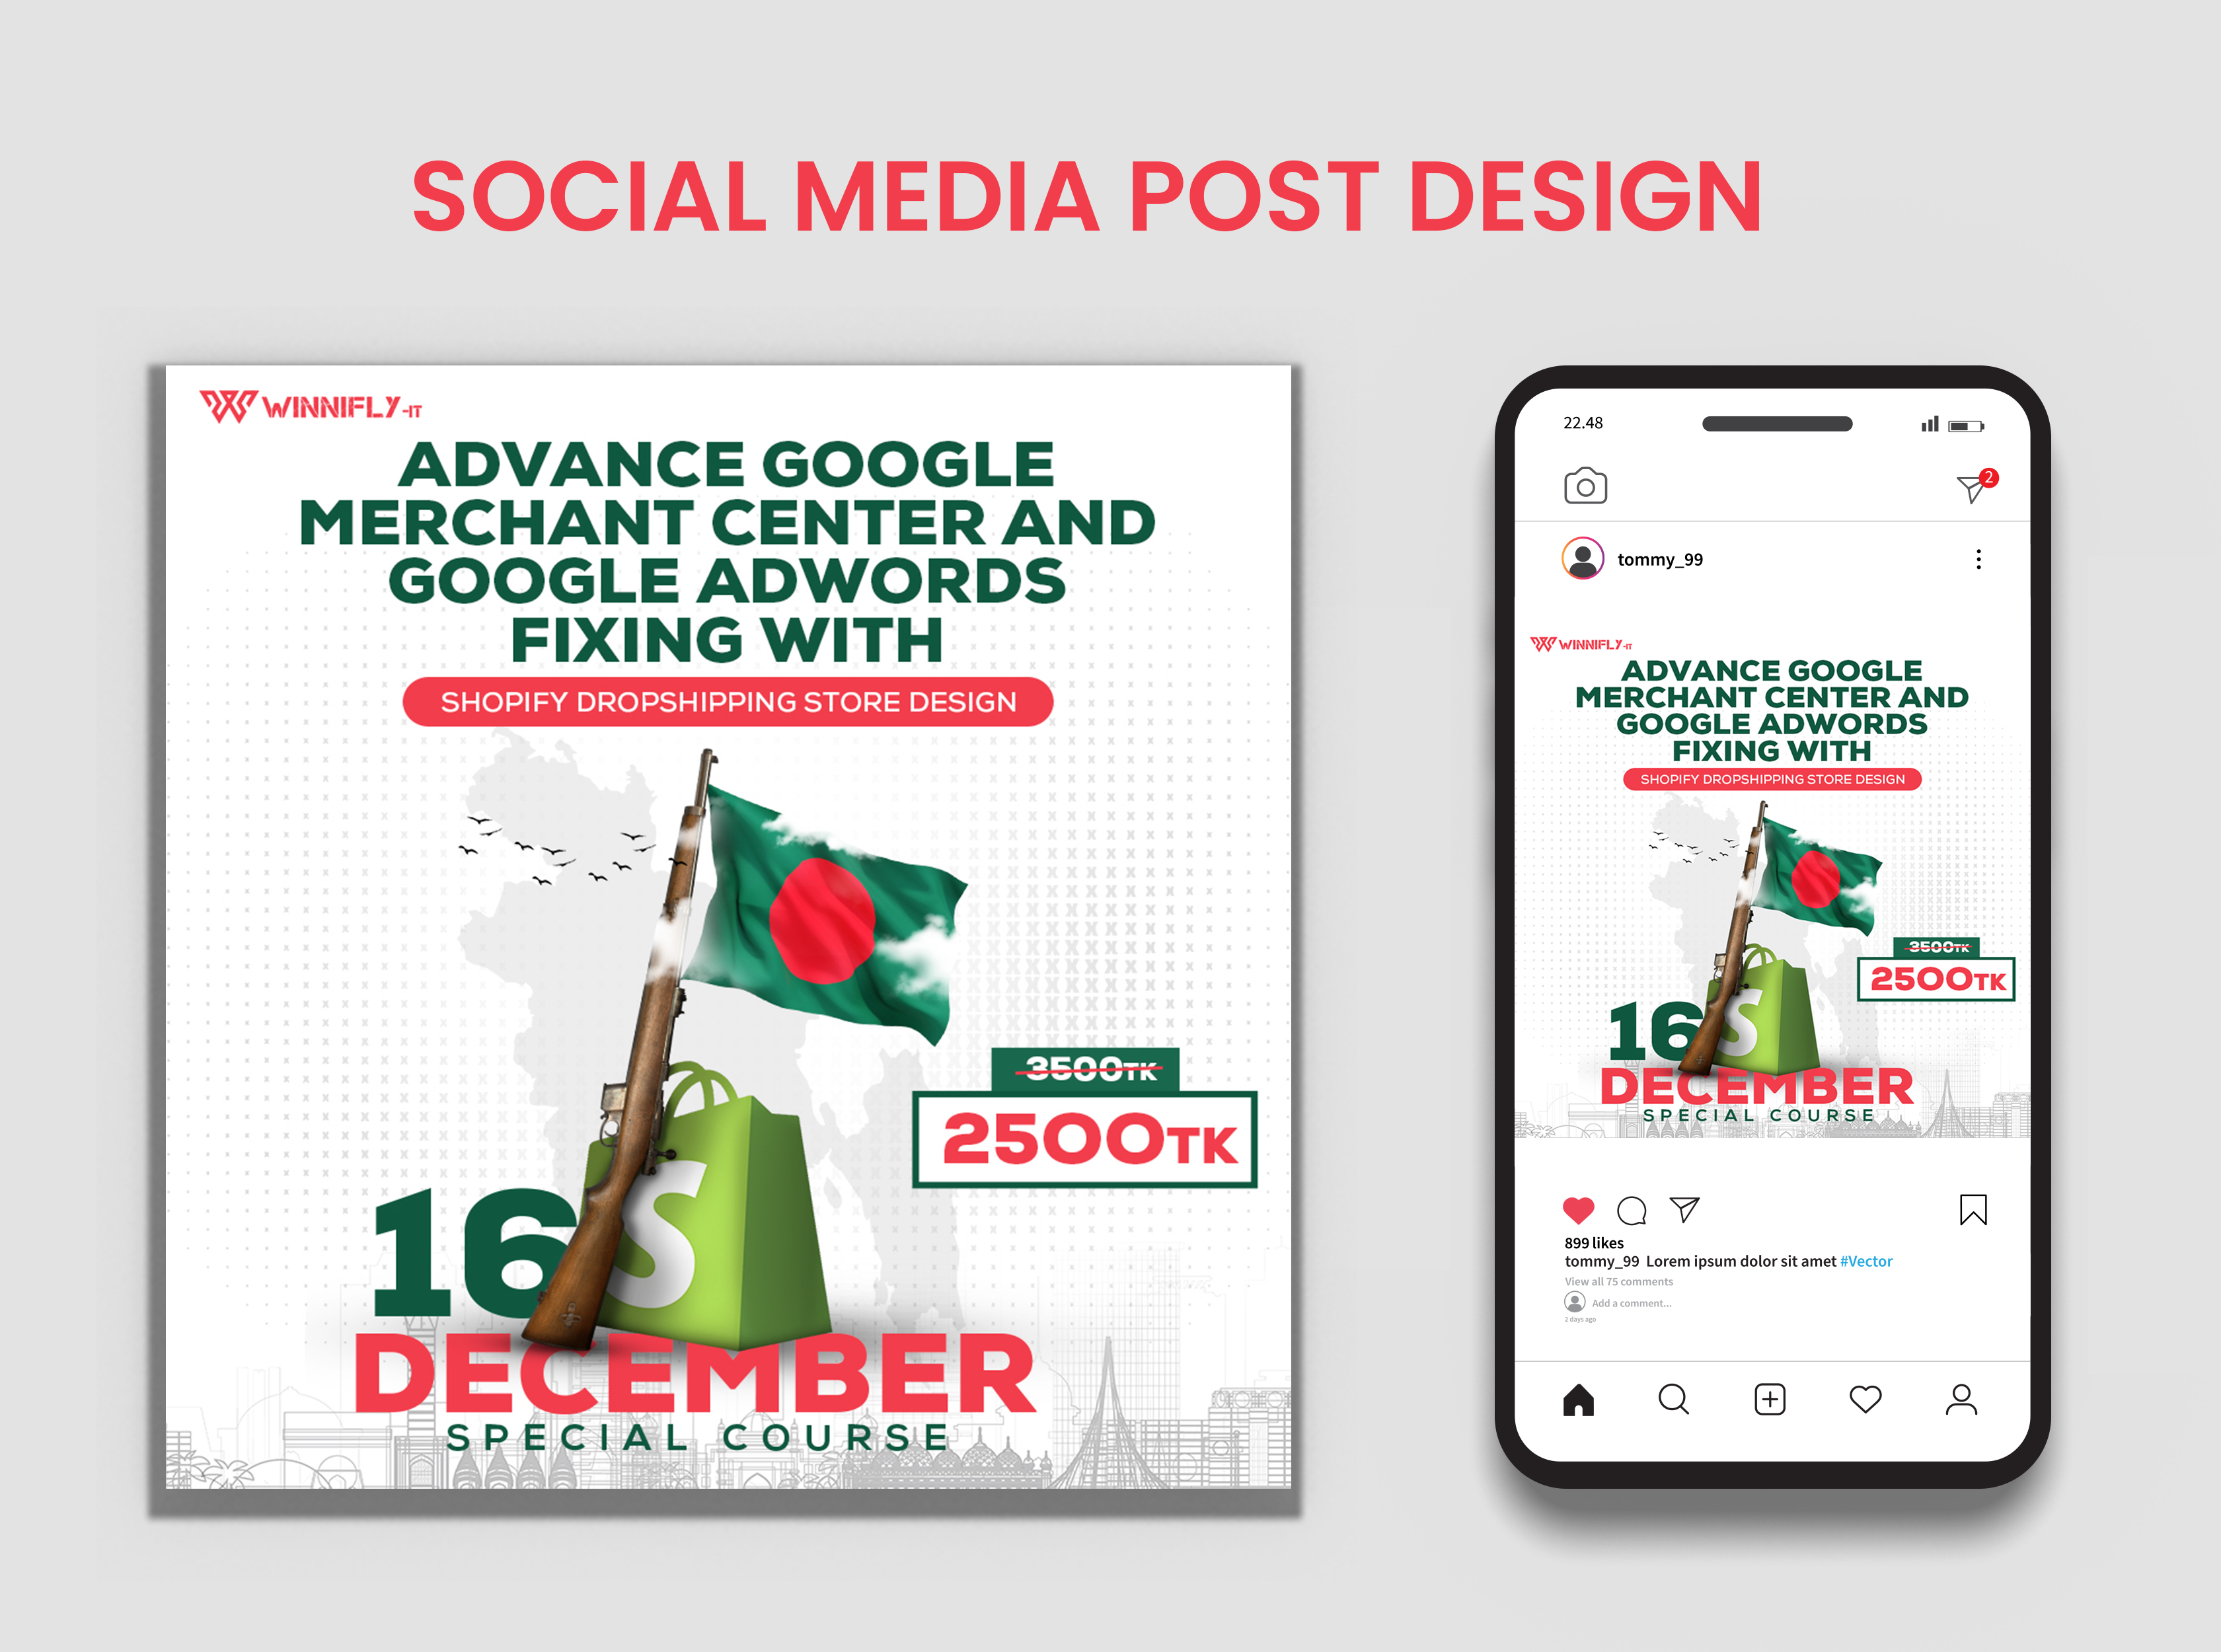 SOCIAL MEDIA POST DESIGN
WINNIFLY-IT
ADVANCE GOOGLE
MERCHANT CENTER AND
GOOGLE ADWORDS
FIXING WITH
SHOPIFY DROPSHIPPING STORE DESIGN
3500TK
2500TK
S
16
DECEMBER
SPECIAL COURSE
22.48
2
tommy_99
WINNIFLY-IT
ADVANCE GOOGLE
MERCHANT CENTER AND
GOOGLE ADWORDS
FIXING WITH
SHOPIFY DROPSHIPPING STORE DESIGN
3500TK
2500TK
S
16
DECEMBER
SPECIAL COURSE
899 likes
tommy_99 Lorem ipsum dolor sit amet #Vector
View all 75 comments
Add a comment...
2 days ago